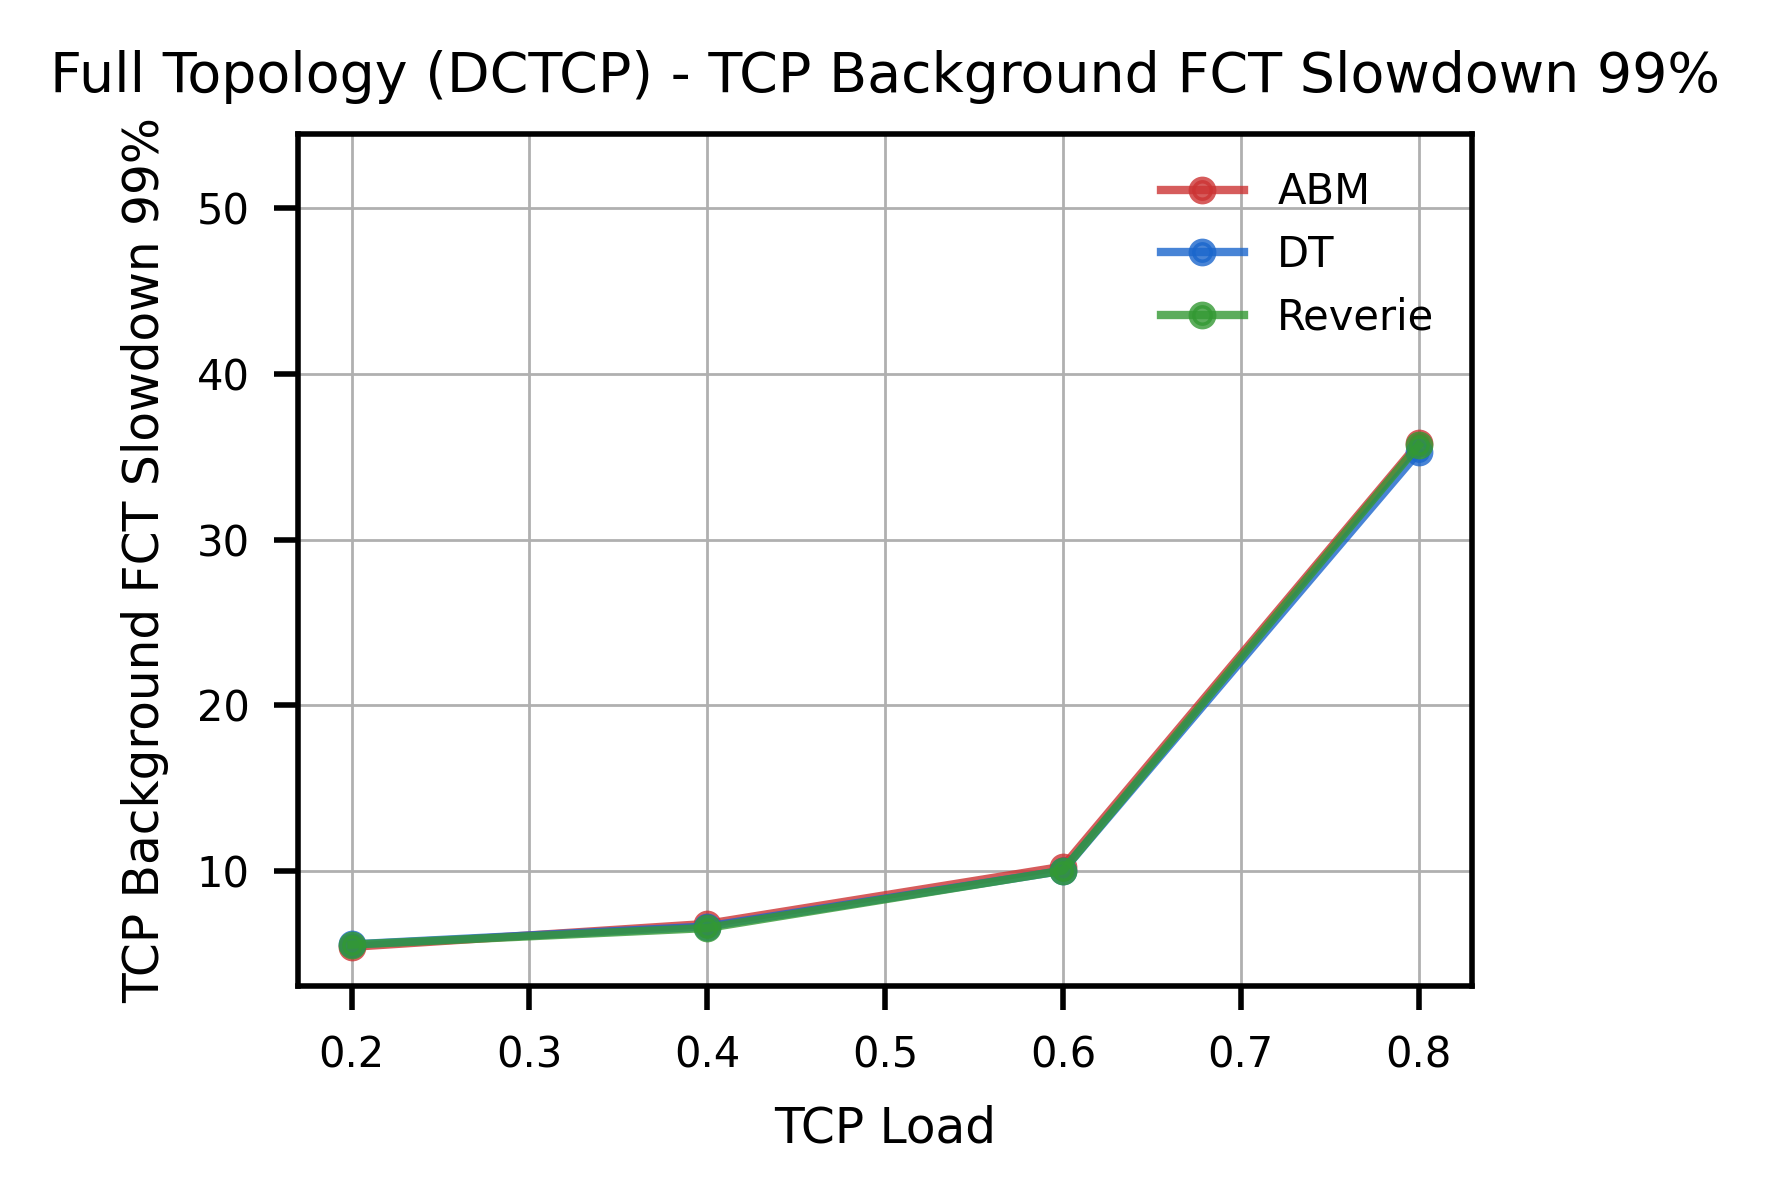 Full Topology (DCTCP) - TCP Background FCT Slowdown 99%
TCP Background FCT Slowdown 99%
50
40
30
20
10
ABM
DT
Reverie
0.2 0.3 0.4 0.5 0.6 0.7 0.8
TCP Load